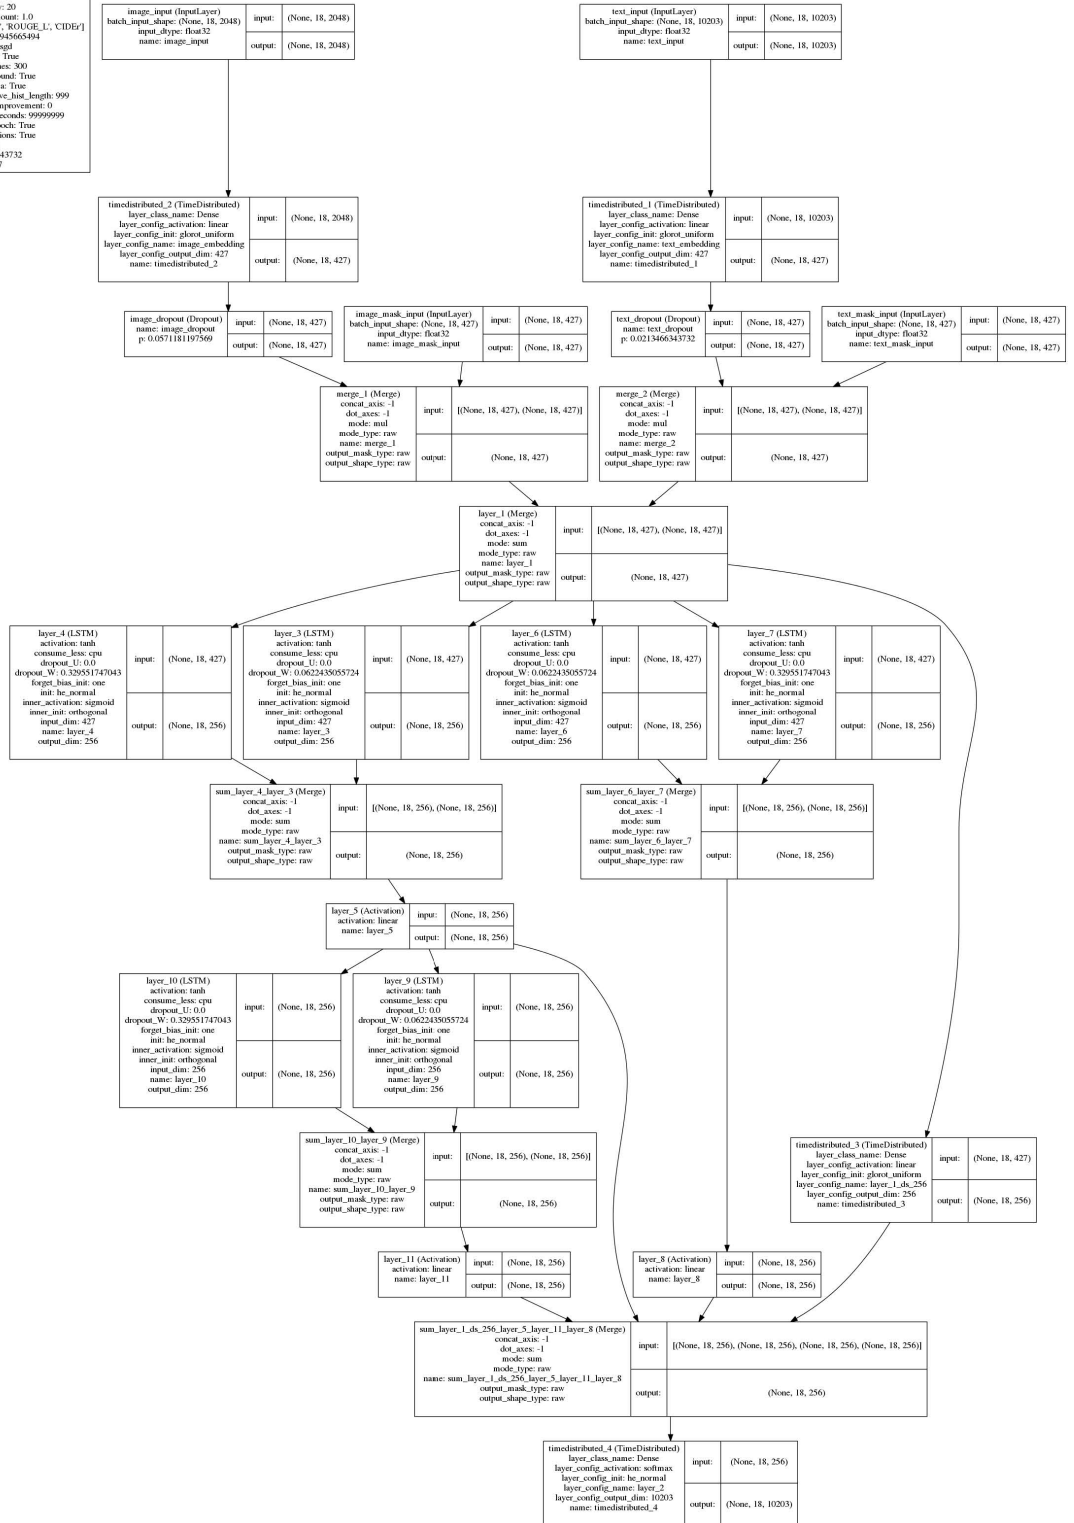 y: 20
ount: 1.0
', 'ROUGE_L', 'CIDEr']
945665494
sgd
True
nes: 300
ound: True
a: True
ve_hist_length: 999
mprovement: 0
econds: 99999999
och: True
ions: True
43732
7
image_input (InputLayer)
batch_input_shape: (None, 18, 2048)
input_dtype: float32
name: image_input
input: (None, 18, 2048)
output: (None, 18, 2048)
text_input (InputLayer)
batch_input_shape: (None, 18, 10203)
input_dtype: float32
name: text_input
input: (None, 18, 10203)
output: (None, 18, 10203)
timedistributed_2 (TimeDistributed)
layer_class_name: Dense
layer_config_activation: linear
layer_config_init: glorot_uniform
layer_config_name: image_embedding
layer_config_output_dim: 427
name: timedistributed_2
input: (None, 18, 2048)
output: (None, 18, 427)
timedistributed_1 (TimeDistributed)
layer_class_name: Dense
layer_config_activation: linear
layer_config_init: glorot_uniform
layer_config_name: text_embedding
layer_config_output_dim: 427
name: timedistributed_1
input: (None, 18, 10203)
output: (None, 18, 427)
image_dropout (Dropout)
name: image_dropout
p: 0.0571181197569
input: (None, 18, 427)
output: (None, 18, 427)
image_mask_input (InputLayer)
batch_input_shape: (None, 18, 427)
input_dtype: float32
name: image_mask_input
input: (None, 18, 427)
output: (None, 18, 427)
text_dropout (Dropout)
name: text_dropout
p: 0.0213466343732
input: (None, 18, 427)
output: (None, 18, 427)
text_mask_input (InputLayer)
batch_input_shape: (None, 18, 427)
input_dtype: float32
name: text_mask_input
input: (None, 18, 427)
output: (None, 18, 427)
merge_1 (Merge)
concat_axis: -1
dot_axes: -1
mode: mul
mode_type: raw
name: merge_1
output_mask_type: raw
output_shape_type: raw
input: [(None, 18, 427), (None, 18, 427)]
output: (None, 18, 427)
merge_2 (Merge)
concat_axis: -1
dot_axes: -1
mode: mul
mode_type: raw
name: merge_2
output_mask_type: raw
output_shape_type: raw
input: [(None, 18, 427), (None, 18, 427)]
output: (None, 18, 427)
layer_1 (Merge)
concat_axis: -1
dot_axes: -1
mode: sum
mode_type: raw
name: layer_1
output_mask_type: raw
output_shape_type: raw
input: [(None, 18, 427), (None, 18, 427)]
output: (None, 18, 427)
layer_4 (LSTM)
activation: tanh
consume_less: cpu
dropout_U: 0.0
dropout_W: 0.329551747043
forget_bias_init: one
init: he_normal
inner_activation: sigmoid
inner_init: orthogonal
input_dim: 427
name: layer_4
output_dim: 256
input: (None, 18, 427)
output: (None, 18, 256)
layer_3 (LSTM)
activation: tanh
consume_less: cpu
dropout_U: 0.0
dropout_W: 0.0622435055724
forget_bias_init: one
init: he_normal
inner_activation: sigmoid
inner_init: orthogonal
input_dim: 427
name: layer_3
output_dim: 256
input: (None, 18, 427)
output: (None, 18, 256)
layer_6 (LSTM)
activation: tanh
consume_less: cpu
dropout_U: 0.0
dropout_W: 0.0622435055724
forget_bias_init: one
init: he_normal
inner_activation: sigmoid
inner_init: orthogonal
input_dim: 427
name: layer_6
output_dim: 256
input: (None, 18, 427)
output: (None, 18, 256)
layer_7 (LSTM)
activation: tanh
consume_less: cpu
dropout_U: 0.0
dropout_W: 0.329551747043
forget_bias_init: one
init: he_normal
inner_activation: sigmoid
inner_init: orthogonal
input_dim: 427
name: layer_7
output_dim: 256
input: (None, 18, 427)
output: (None, 18, 256)
sum_layer_4_layer_3 (Merge)
concat_axis: -1
dot_axes: -1
mode: sum
mode_type: raw
name: sum_layer_4_layer_3
output_mask_type: raw
output_shape_type: raw
input: [(None, 18, 256), (None, 18, 256)]
output: (None, 18, 256)
sum_layer_6_layer_7 (Merge)
concat_axis: -1
dot_axes: -1
mode: sum
mode_type: raw
name: sum_layer_6_layer_7
output_mask_type: raw
output_shape_type: raw
input: [(None, 18, 256), (None, 18, 256)]
output: (None, 18, 256)
layer_5 (Activation)
activation: linear
name: layer_5
input: (None, 18, 256)
output: (None, 18, 256)
layer_10 (LSTM)
activation: tanh
consume_less: cpu
dropout_U: 0.0
dropout_W: 0.329551747043
forget_bias_init: one
init: he_normal
inner_activation: sigmoid
inner_init: orthogonal
input_dim: 256
name: layer_10
output_dim: 256
input: (None, 18, 256)
output: (None, 18, 256)
layer_9 (LSTM)
activation: tanh
consume_less: cpu
dropout_U: 0.0
dropout_W: 0.0622435055724
forget_bias_init: one
init: he_normal
inner_activation: sigmoid
inner_init: orthogonal
input_dim: 256
name: layer_9
output_dim: 256
input: (None, 18, 256)
output: (None, 18, 256)
sum_layer_10_layer_9 (Merge)
concat_axis: -1
dot_axes: -1
mode: sum
mode_type: raw
name: sum_layer_10_layer_9
output_mask_type: raw
output_shape_type: raw
input: [(None, 18, 256), (None, 18, 256)]
output: (None, 18, 256)
timedistributed_3 (TimeDistributed)
layer_class_name: Dense
layer_config_activation: linear
layer_config_init: glorot_uniform
layer_config_name: layer_1_ds_256
layer_config_output_dim: 256
name: timedistributed_3
input: (None, 18, 427)
output: (None, 18, 256)
layer_11 (Activation)
activation: linear
name: layer_11
input: (None, 18, 256)
output: (None, 18, 256)
layer_8 (Activation)
activation: linear
name: layer_8
input: (None, 18, 256)
output: (None, 18, 256)
sum_layer_1_ds_256_layer_5_layer_11_layer_8 (Merge)
concat_axis: -1
dot_axes: -1
mode: sum
mode_type: raw
name: sum_layer_1_ds_256_layer_5_layer_11_layer_8
output_mask_type: raw
output_shape_type: raw
input: [(None, 18, 256), (None, 18, 256), (None, 18, 256), (None, 18, 256)]
output: (None, 18, 256)
timedistributed_4 (TimeDistributed)
layer_class_name: Dense
layer_config_activation: softmax
layer_config_init: he_normal
layer_config_name: layer_2
layer_config_output_dim: 10203
name: timedistributed_4
input: (None, 18, 256)
output: (None, 18, 10203)